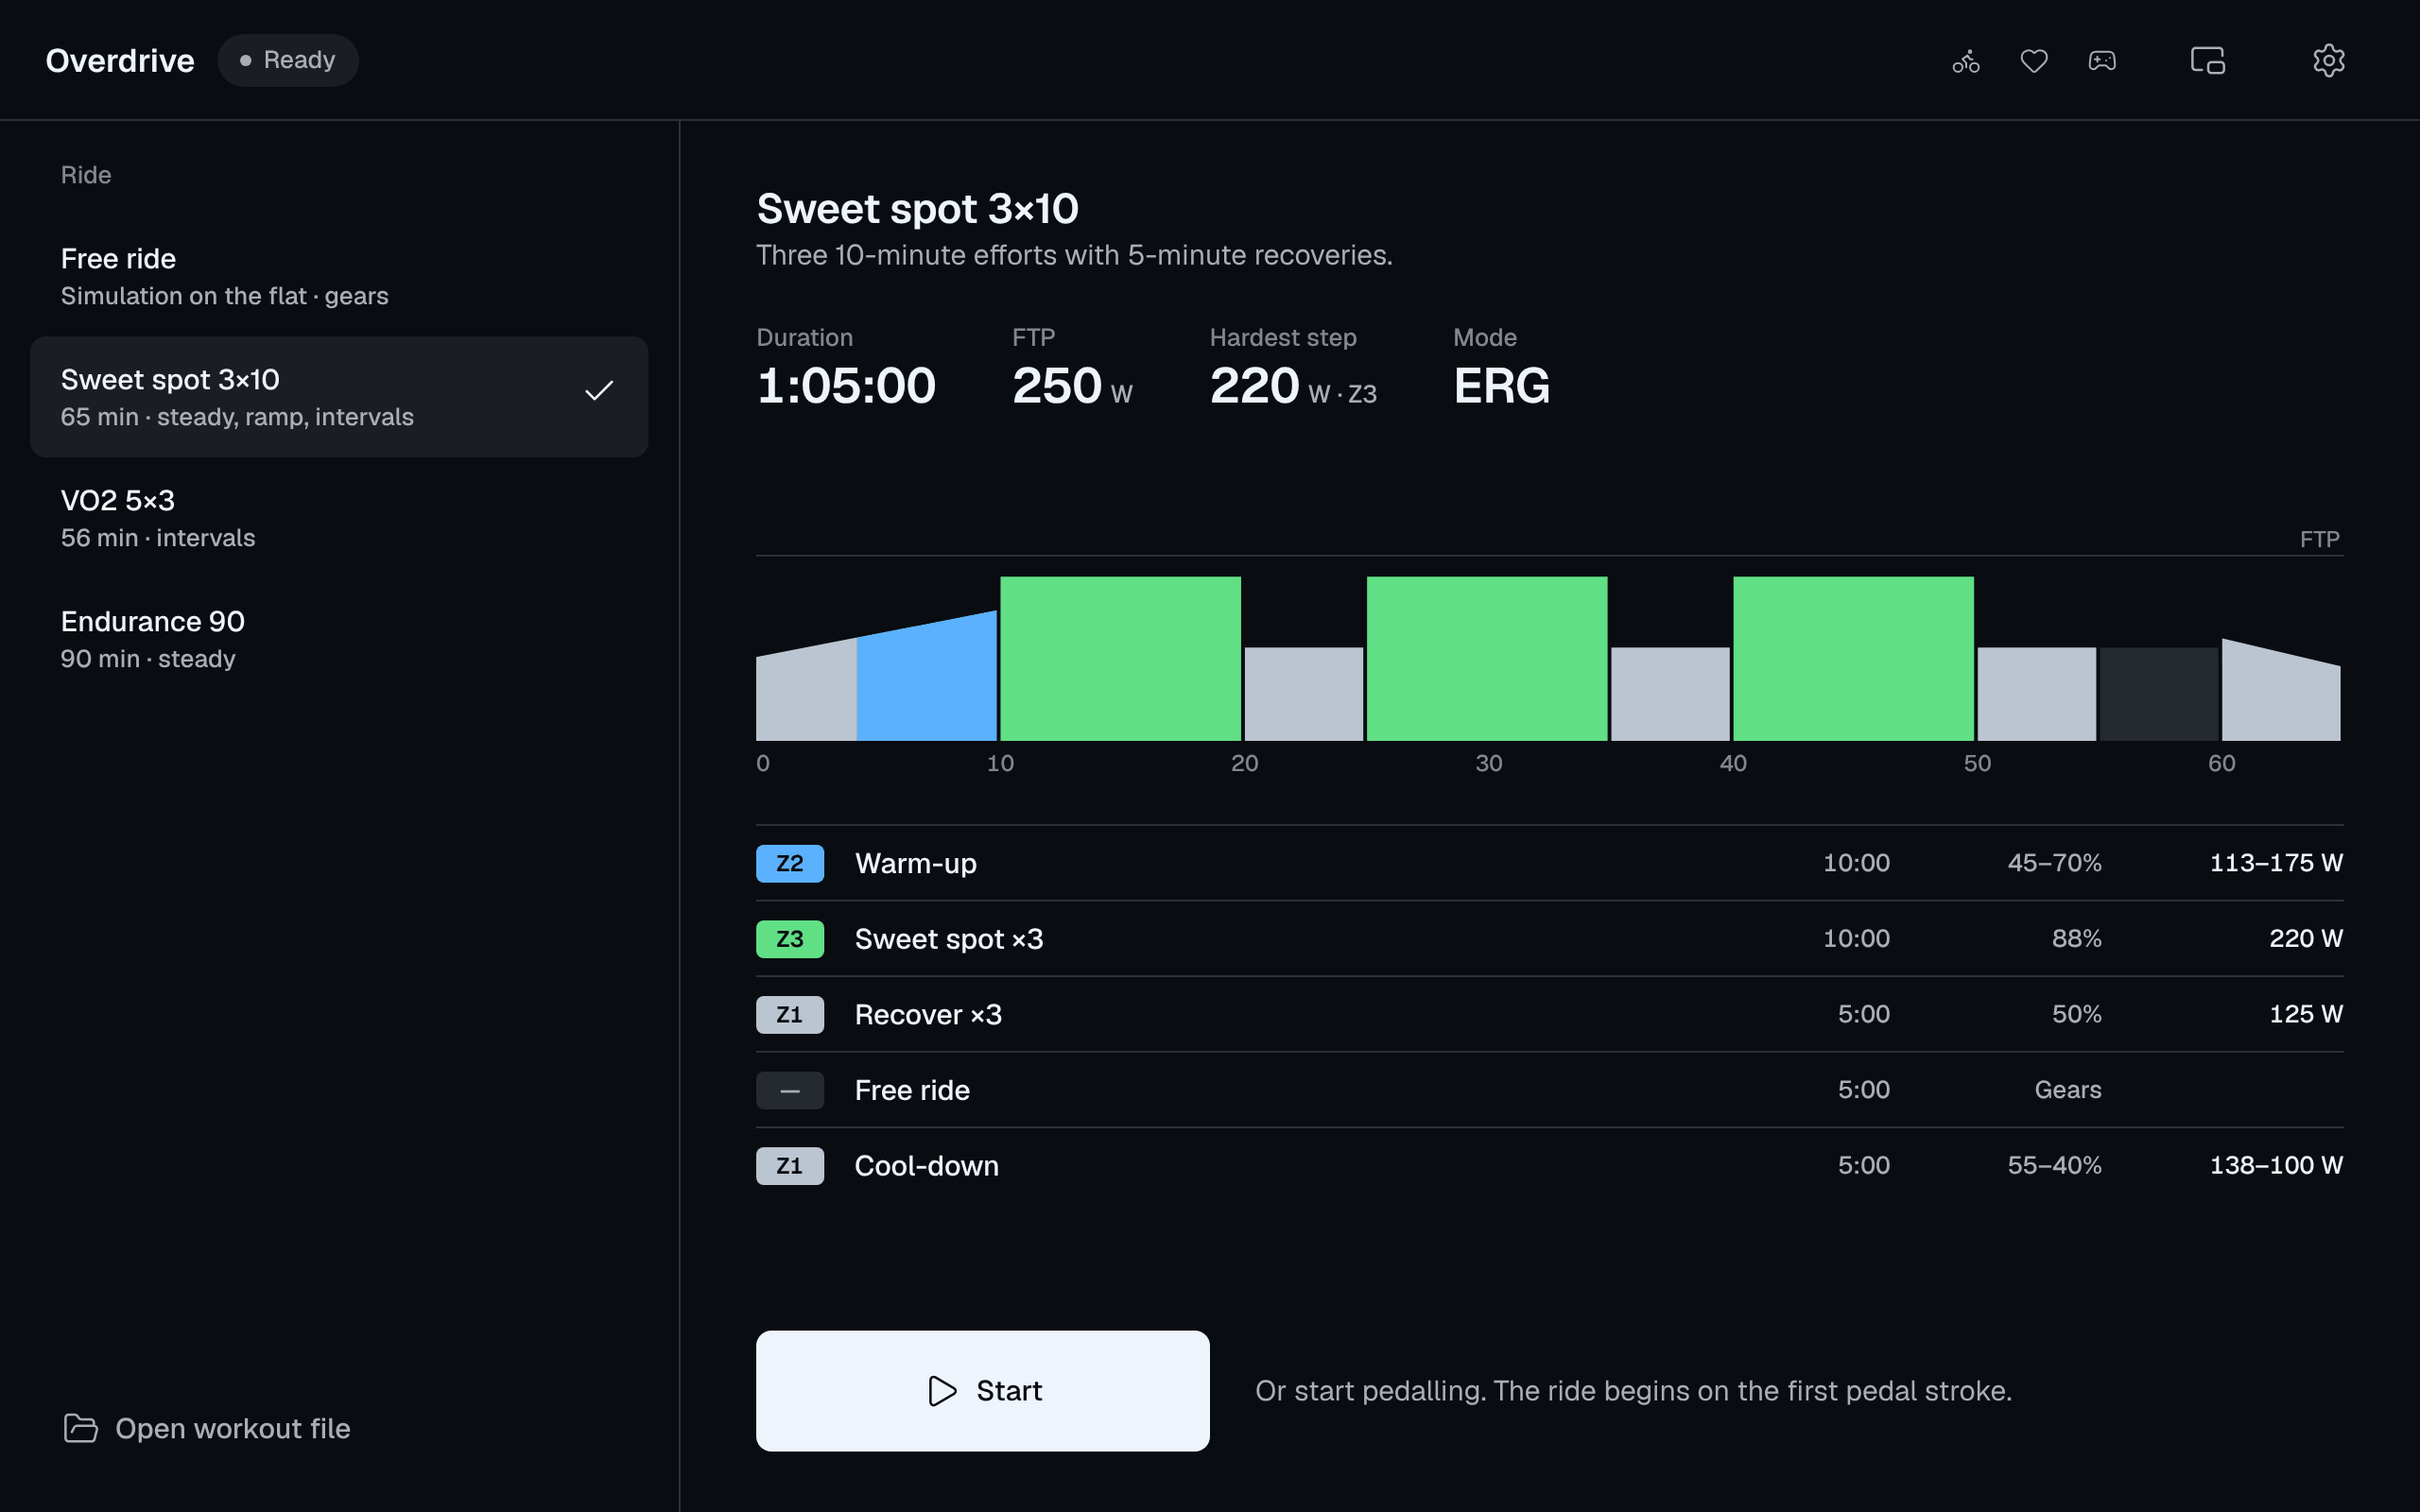 Overdrive
Ready
Ride
Free ride
Simulation on the flat · gears
Sweet spot 3×10
65 min · steady, ramp, intervals
VO2 5×3
56 min · intervals
Endurance 90
90 min · steady
Open workout file
Sweet spot 3×10
Three 10-minute efforts with 5-minute recoveries.
Duration FTP Hardest step Mode
1:05:00 250 W 220 W · Z3 ERG
FTP
0 10 20 30 40 50 60
Z2 Warm-up 10:00 45–70% 113–175 W
Z3 Sweet spot ×3 10:00 88% 220 W
Z1 Recover ×3 5:00 50% 125 W
— Free ride 5:00 Gears
Z1 Cool-down 5:00 55–40% 138–100 W
Start
Or start pedalling. The ride begins on the first pedal stroke.